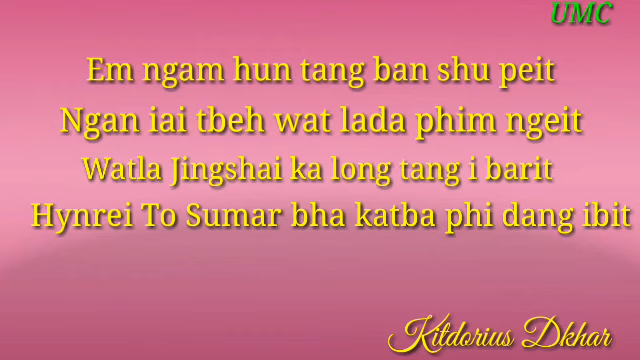 UMC
Em ngam hun tang ban shu peit
Ngan iai tbeh wat lada phim ngeit
Watla Jingshai ka long tang i barit
Hynrei To Sumar bha katba phi dang ibit
Kitdorius Dkhar